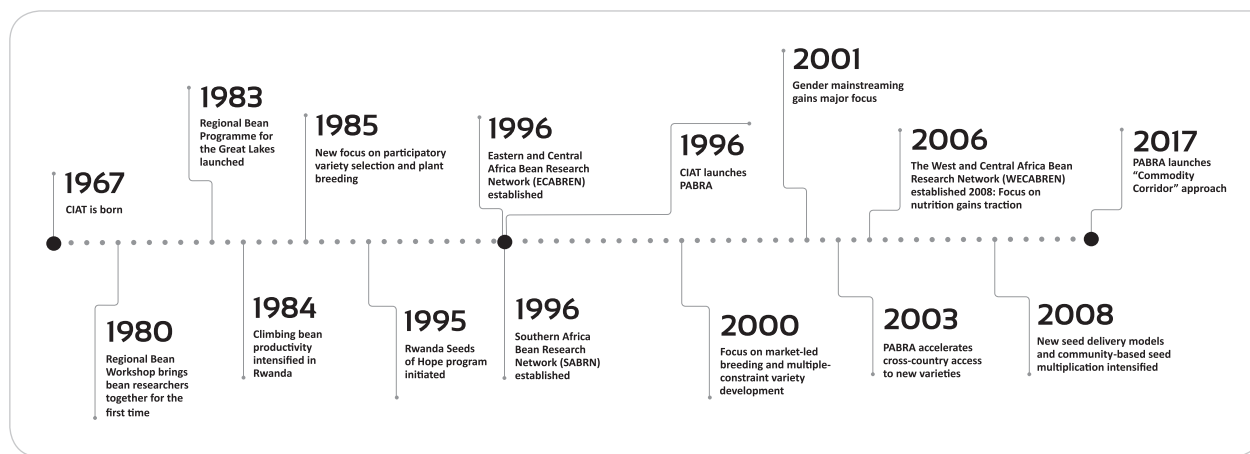 1967
CIAT is born
1980
Regional Bean
Workshop brings
bean researchers
together for the
first time
1983
Regional Bean
Programme for
the Great Lakes
launched
1984
Climbing bean
productivity
intensified in
Rwanda
1985
New focus on participatory
variety selection and plant
breeding
1995
Rwanda Seeds
of Hope program
initiated
1996
Eastern and Central
Africa Bean Research
Network (ECABREN)
established
1996
Southern Africa
Bean Research
Network (SABRN)
established
1996
CIAT launches
PABRA
2000
Focus on market-led
breeding and multiple-
constraint variety
development
2001
Gender mainstreaming
gains major focus
2003
PABRA accelerates
cross-country access
to new varieties
2006
The West and Central Africa Bean
Research Network (WECABREN)
established 2008: Focus on
nutrition gains traction
2008
New seed delivery models
and community-based seed
multiplication intensified
2017
PABRA launches
“Commodity
Corridor” approach